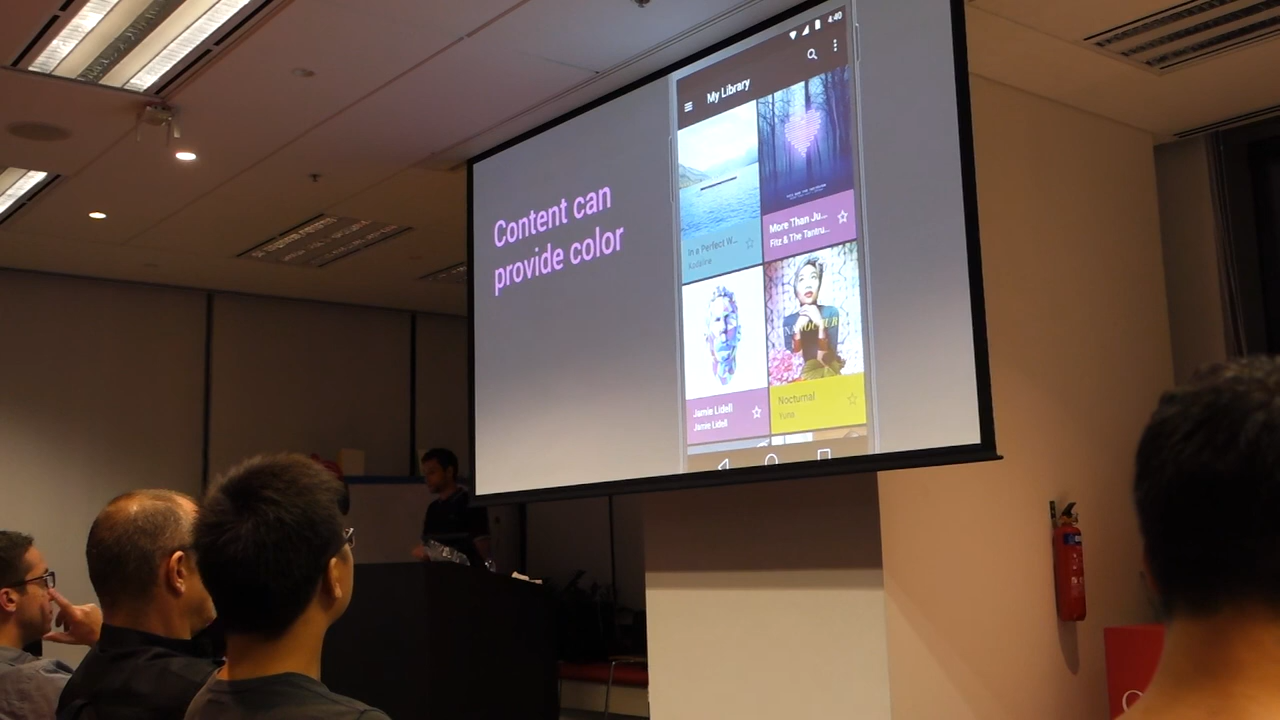 Content can
provide color
4:40
My Library
In a Perfect W...
Kodaline
More Than Ju...
Fitz & The Tantru...
Jamie Lidell
Jamie Lidell
NOCTUR
Nocturnal
Yuna